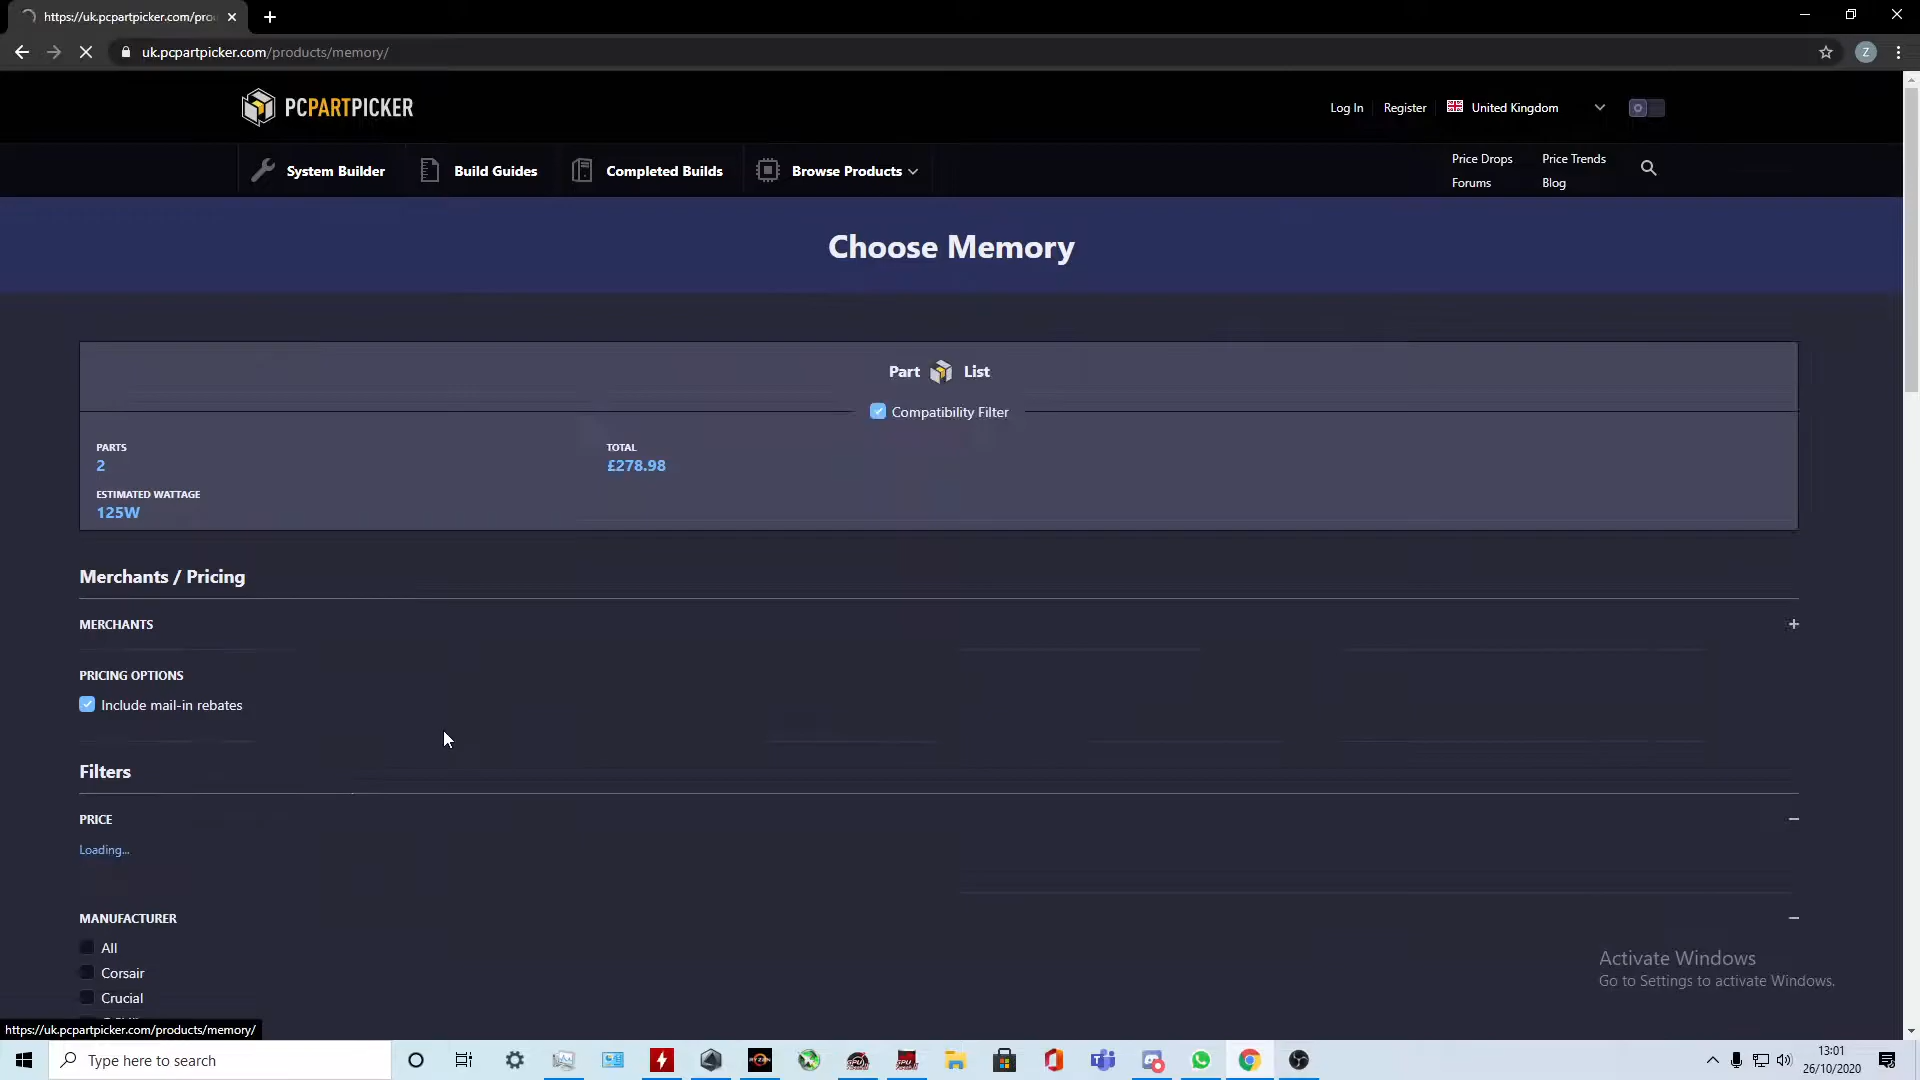 https://uk.pcpartpicker.com/pro
uk.pcpartpicker.com/products/memory/
Z
PCPARTPICKER
Log In
Register
United Kingdom
System Builder
Build Guides
Completed Builds
Browse Products
Price Drops
Price Trends
Forums
Blog
Choose Memory
Part List
Compatibility Filter
PARTS
TOTAL
2
£278.98
ESTIMATED WATTAGE
125W
Merchants / Pricing
MERCHANTS
PRICING OPTIONS
Include mail-in rebates
Filters
PRICE
Loading...
MANUFACTURER
All
Corsair
Crucial
Activate Windows
Go to Settings to activate Windows.
https://uk.pcpartpicker.com/products/memory/
Type here to search
RYZEN
GPU
GPU
13:01
26/10/2020